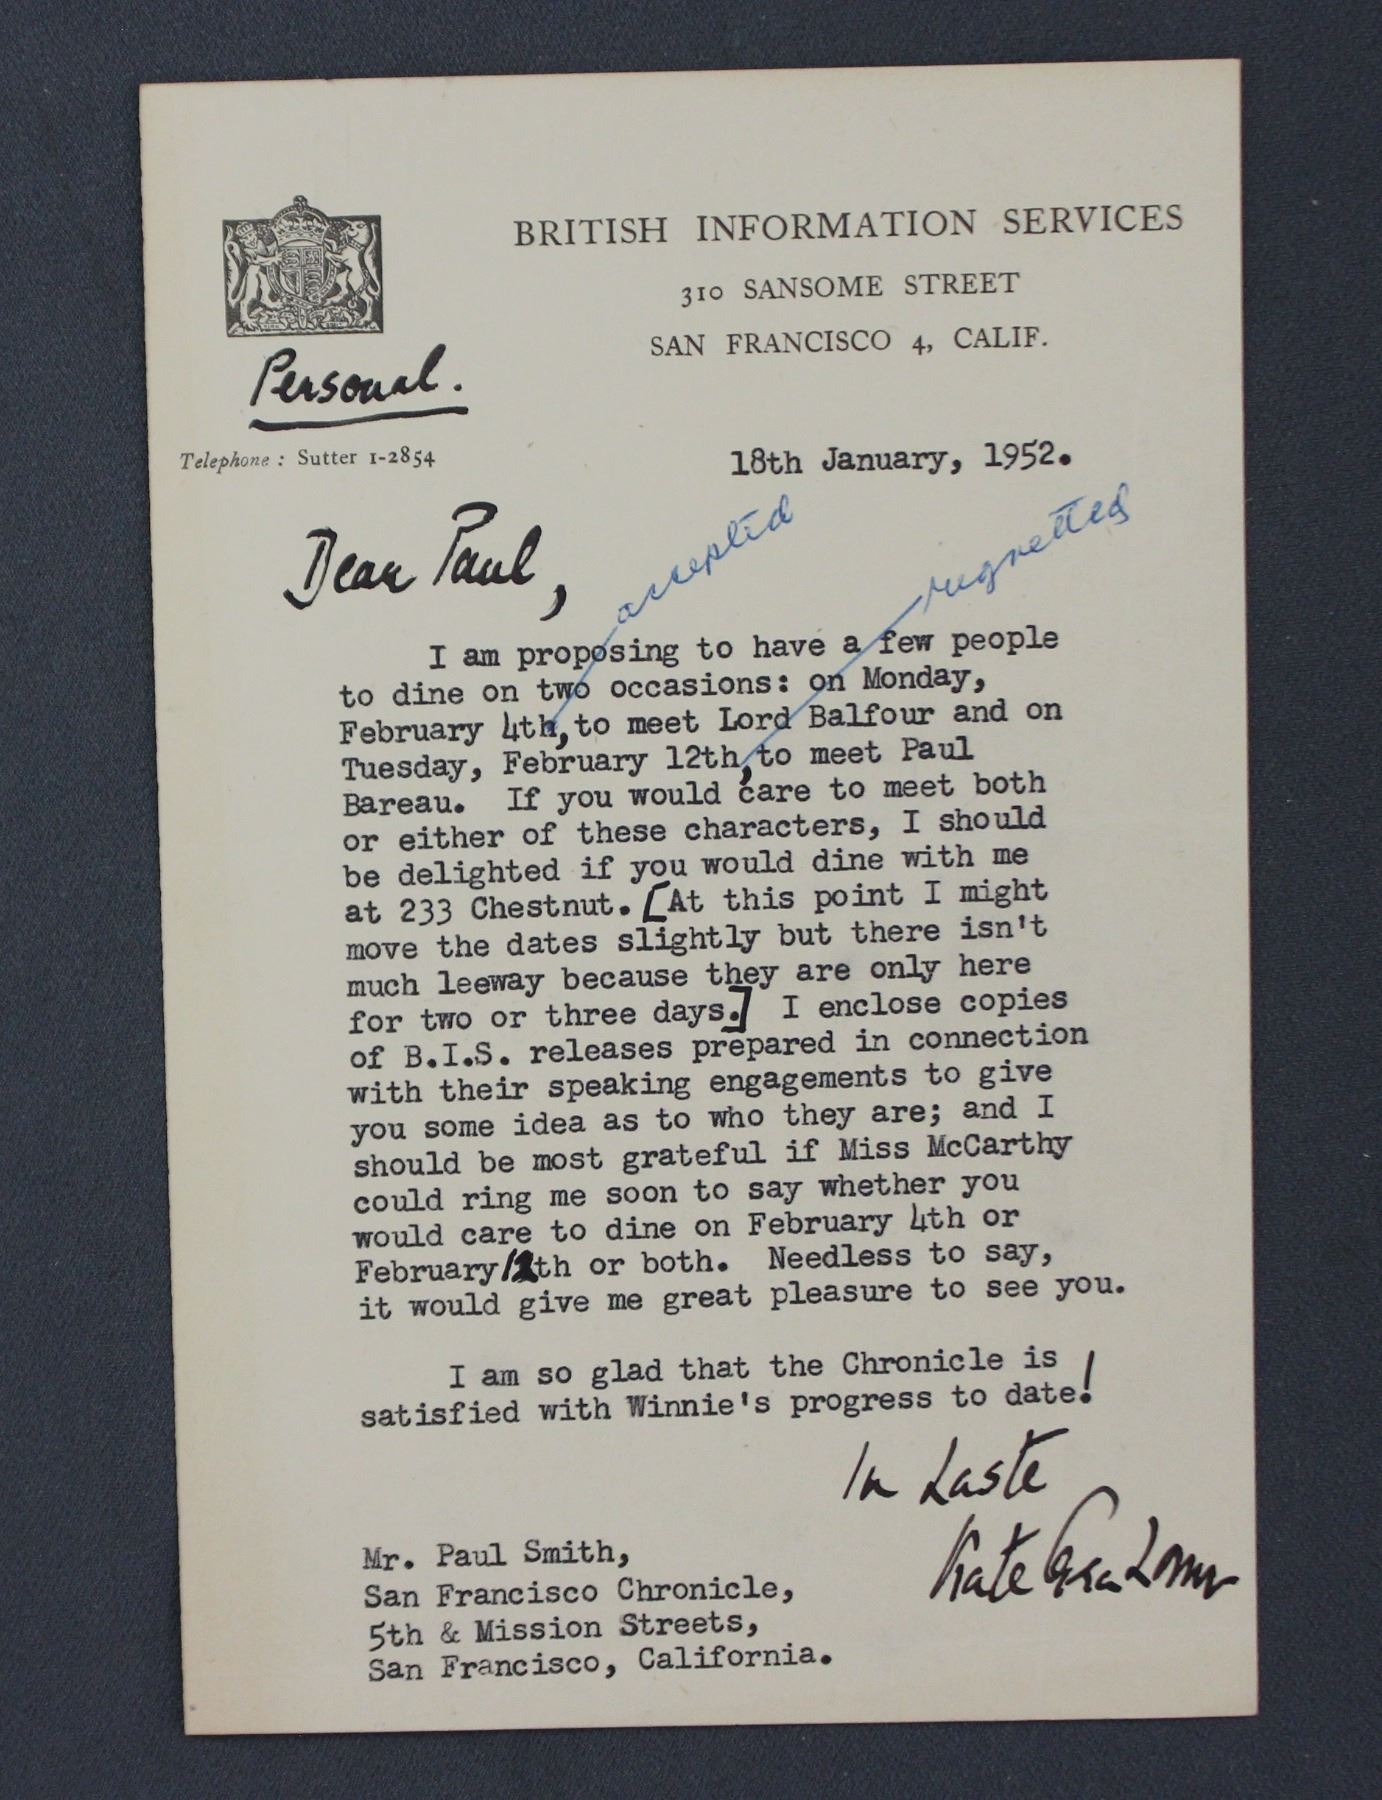 BRITISH INFORMATION SERVICES
310 SANSOME STREET
SAN FRANCISCO 4, CALIF.
Personal.
Telephone: Sutter 1-2854
18th January, 1952.
accepted
regretted
Dear Paul,
I am proposing to have a few people
to dine on two occasions: on Monday,
February 4th, to meet Lord Balfour and on
Tuesday, February 12th, to meet Paul
Bareau. If you would care to meet both
or either of these characters, I should
be delighted if you would dine with me
at 233 Chestnut. [At this point I might
move the dates slightly but there isn't
much leeway because they are only here
for two or three days.] I enclose copies
of B.I.S. releases prepared in connection
with their speaking engagements to give
you some idea as to who they are; and I
should be most grateful if Miss McCarthy
could ring me soon to say whether you
would care to dine on February 4th or
February 12th or both. Needless to say,
it would give me great pleasure to see you.
I am so glad that the Chronicle is
satisfied with Winnie's progress to date!
In haste
Kate
Mr. Paul Smith,
San Francisco Chronicle,
5th & Mission Streets,
San Francisco, California.